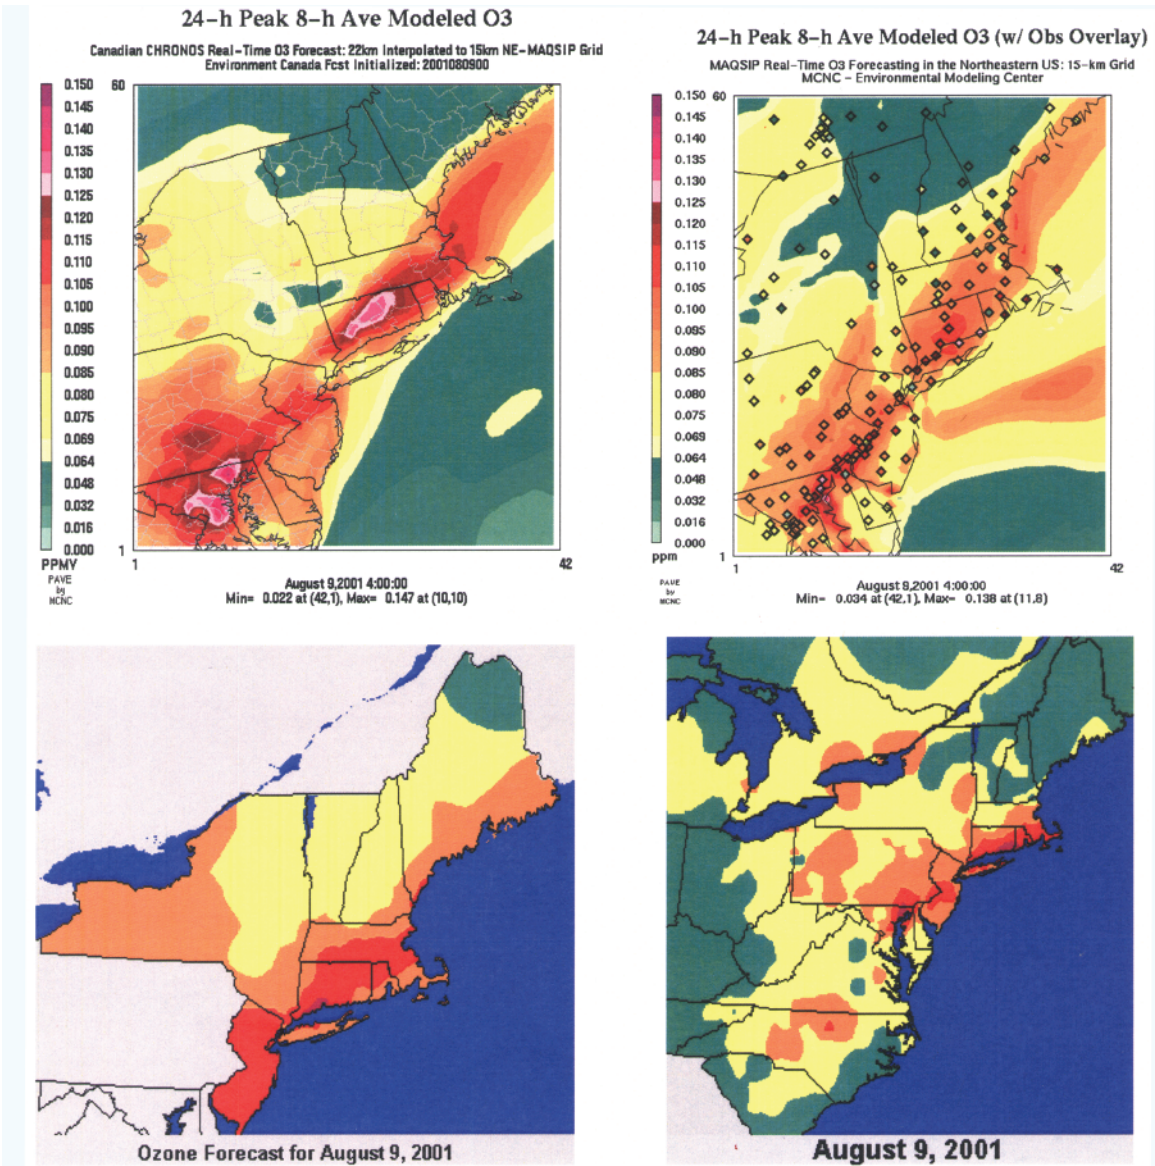 24-h Peak 8-h Ave Modeled O3
Canadian CHRONOS Real-Time O3 Forecast: 22km Interpolated to 15km NE-MAQSIP Grid
Environment Canada Fcst Initialized: 2001080900
0.150
0.145
0.140
0.135
0.130
0.125
0.120
0.115
0.110
0.105
0.100
0.095
0.090
0.085
0.080
0.075
0.069
0.064
0.048
0.032
0.016
0.000
PPMV
PAVE
by
MCNC
60
1
1
42
August 9,2001 4:00:00
Min= 0.022 at (42,1), Max= 0.147 at (10,10)
24-h Peak 8-h Ave Modeled O3 (w/ Obs Overlay)
MAQSIP Real-Time O3 Forecasting in the Northeastern US: 15-km Grid
MCNC - Environmental Modeling Center
0.150
0.145
0.140
0.135
0.130
0.125
0.120
0.115
0.110
0.105
0.100
0.095
0.090
0.085
0.080
0.075
0.069
0.064
0.048
0.032
0.016
0.000
ppm
PAVE
by
MCNC
60
1
1
42
August 9,2001 4:00:00
Min= 0.034 at (42,1), Max= 0.138 at (11,8)
Ozone Forecast for August 9, 2001
August 9, 2001